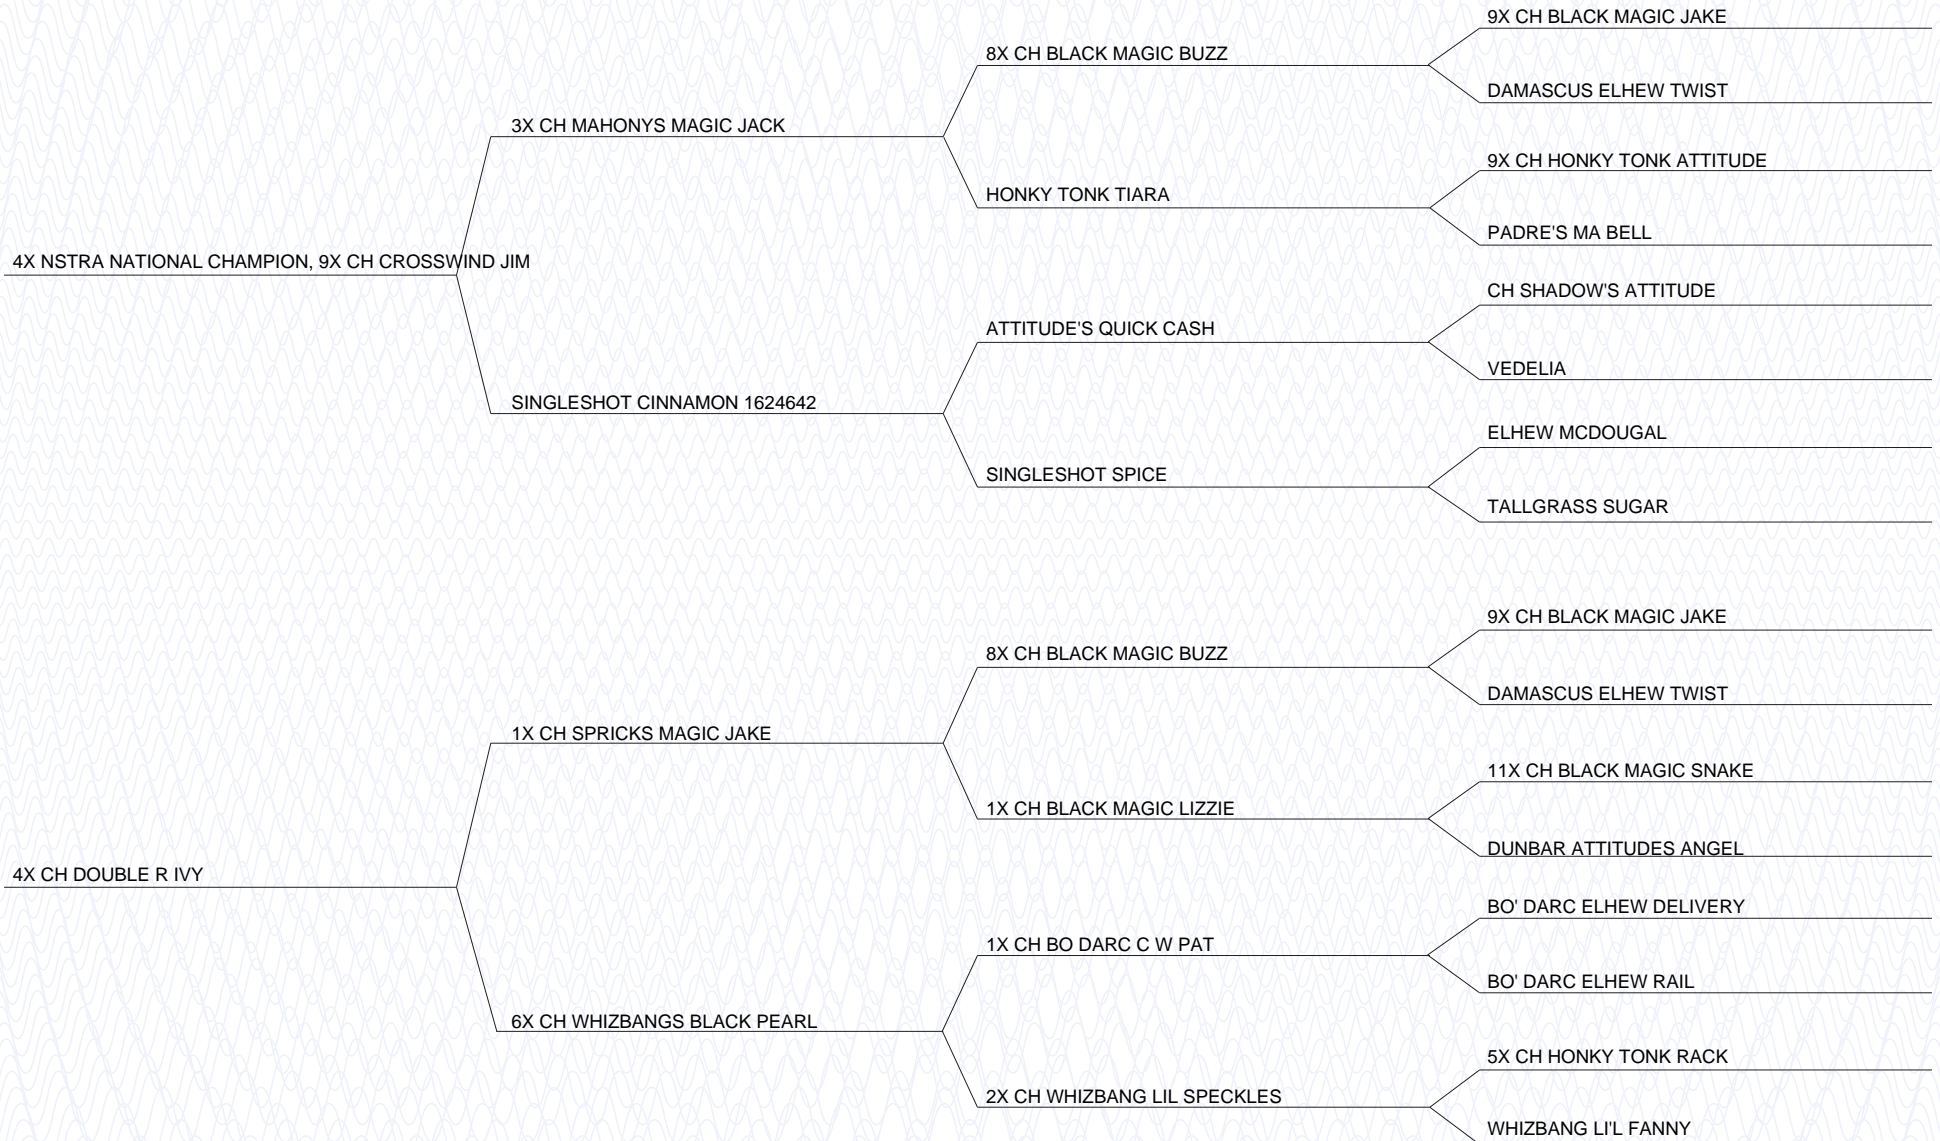 9X CH BLACK MAGIC JAKE
8X CH BLACK MAGIC BUZZ
DAMASCUS ELHEW TWIST
3X CH MAHONYS MAGIC JACK
9X CH HONKY TONK ATTITUDE
HONKY TONK TIARA
PADRE'S MA BELL
4X NSTRA NATIONAL CHAMPION, 9X CH CROSSWIND JIM
CH SHADOW'S ATTITUDE
ATTITUDE'S QUICK CASH
VEDELIA
SINGLESHOT CINNAMON 1624642
ELHEW MCDOUGAL
SINGLESHOT SPICE
TALLGRASS SUGAR
9X CH BLACK MAGIC JAKE
8X CH BLACK MAGIC BUZZ
DAMASCUS ELHEW TWIST
1X CH SPRICKS MAGIC JAKE
11X CH BLACK MAGIC SNAKE
1X CH BLACK MAGIC LIZZIE
DUNBAR ATTITUDES ANGEL
4X CH DOUBLE R IVY
BO' DARC ELHEW DELIVERY
1X CH BO DARC C W PAT
BO' DARC ELHEW RAIL
6X CH WHIZBANGS BLACK PEARL
5X CH HONKY TONK RACK
2X CH WHIZBANG LIL SPECKLES
WHIZBANG LI'L FANNY